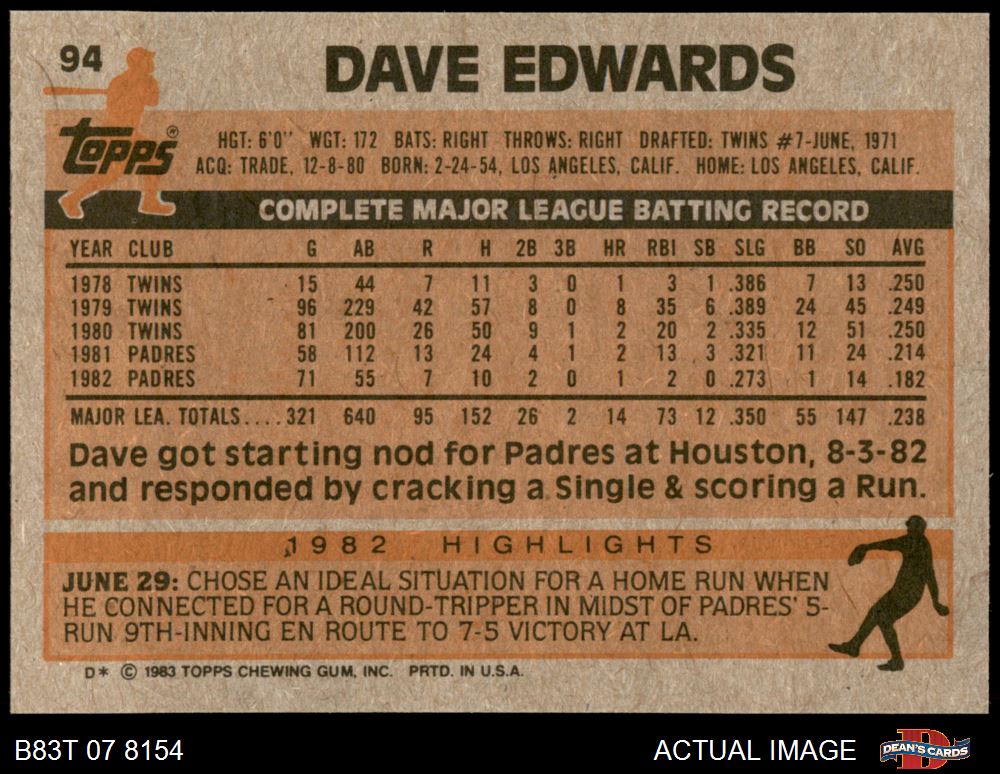 94
DAVE EDWARDS
Topps®
HGT: 6'0" WGT: 172 BATS: RIGHT THROWS: RIGHT DRAFTED: TWINS #7-JUNE, 1971
ACQ: TRADE, 12-8-80 BORN: 2-24-54, LOS ANGELES, CALIF. HOME: LOS ANGELES, CALIF.
COMPLETE MAJOR LEAGUE BATTING RECORD
YEAR CLUB G AB R H 2B 3B HR RBI SB SLG BB SO AVG
1978 TWINS 15 44 7 11 3 0 1 3 1 .386 7 13 .250
1979 TWINS 96 229 42 57 8 0 8 35 6 .389 24 45 .249
1980 TWINS 81 200 26 50 9 1 2 20 2 .335 12 51 .250
1981 PADRES 58 112 13 24 4 1 2 13 3 .321 11 24 .214
1982 PADRES 71 55 7 10 2 0 1 2 0 .273 1 14 .182
MAJOR LEA. TOTALS....321 640 95 152 26 2 14 73 12 .350 55 147 .238
Dave got starting nod for Padres at Houston, 8-3-82
and responded by cracking a Single & scoring a Run.
1982 HIGHLIGHTS
JUNE 29: CHOSE AN IDEAL SITUATION FOR A HOME RUN WHEN
HE CONNECTED FOR A ROUND-TRIPPER IN MIDST OF PADRES' 5-
RUN 9TH-INNING EN ROUTE TO 7-5 VICTORY AT LA.
D* © 1983 TOPPS CHEWING GUM, INC. PRTD. IN U.S.A.
B83T 07 8154 ACTUAL IMAGE DEAN'S CARDS